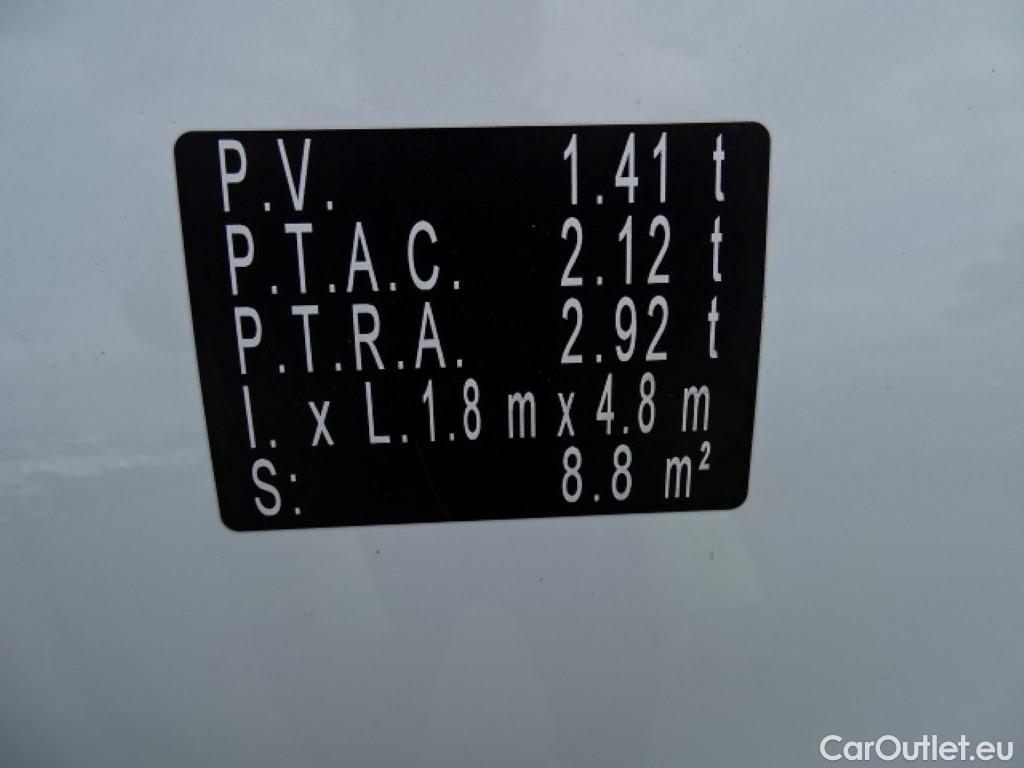 P.V. 1.41 t
P.T.A.C. 2.12 t
P.T.R.A. 2.92 t
I. x L. 1.8 m x 4.8 m
S: 8.8 m²
CarOutlet.eu